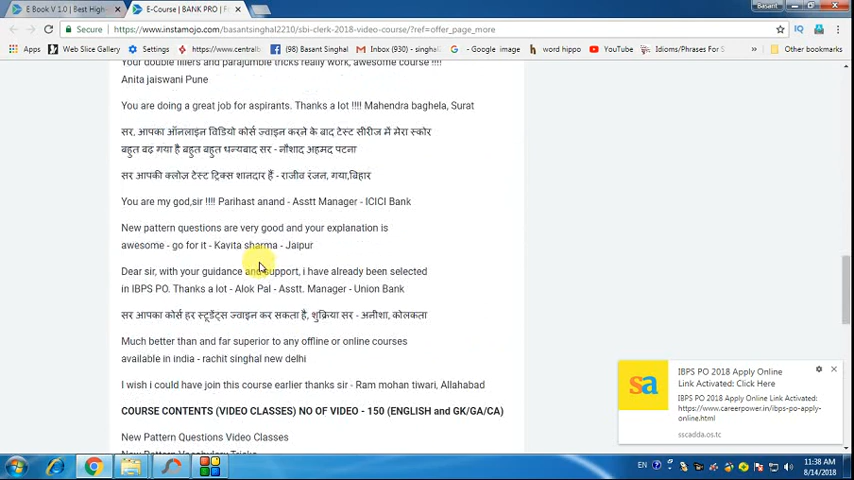 E Book V 1.0 | Best High
E-Course | BANK PRO | F
Basant
Secure
https://www.instamojo.com/basantsinghal2210/sbi-clerk-2018-video-course/?ref=offer_page_more
Apps
Web Slice Gallery
Settings
https://www.centralb
(98) Basant Singhal
Inbox (930) - singhal
- Google image
word hippo
YouTube
Idioms/Phrases For S
Your double fillers and parajumble tricks really work, awesome course !!!!
Anita jaiswani Pune
You are doing a great job for aspirants. Thanks a lot !!!! Mahendra baghela, Surat
सर, आपका ऑनलाइन विडियो कोर्स ज्वाइन करने के बाद टेस्ट सीरीज में मेरा स्कोर
बहुत बढ़ गया है बहुत बहुत धन्यबाद सर - नौशाद अहमद पटना
सर आपकी क्लोज़ टेस्ट ट्रिक्स शानदार हैं - राजीव रंजन, गया,बिहार
You are my god,sir !!!! Parihast anand - Asstt Manager - ICICI Bank
New pattern questions are very good and your explanation is
awesome - go for it - Kavita sharma - Jaipur
Dear sir, with your guidance and support, i have already been selected
in IBPS PO. Thanks a lot - Alok Pal - Asstt. Manager - Union Bank
सर आपका कोर्स हर स्टूडेंट्स ज्वाइन कर सकता है, शुक्रिया सर - अनीशा, कोलकता
Much better than and far superior to any offline or online courses
available in india - rachit singhal new delhi
I wish i could have join this course earlier thanks sir - Ram mohan tiwari, Allahabad
COURSE CONTENTS (VIDEO CLASSES) NO OF VIDEO - 150 (ENGLISH and GK/GA/CA)
New Pattern Questions Video Classes
New Pattern Vocabulary Tricks
sa
IBPS PO 2018 Apply Online
Link Activated: Click Here
IBPS PO 2018 Apply Online Link Activated:
https://www.careerpower.in/ibps-po-apply-
online.html
sscadda.os.tc
EN
11:38 AM
8/14/2018